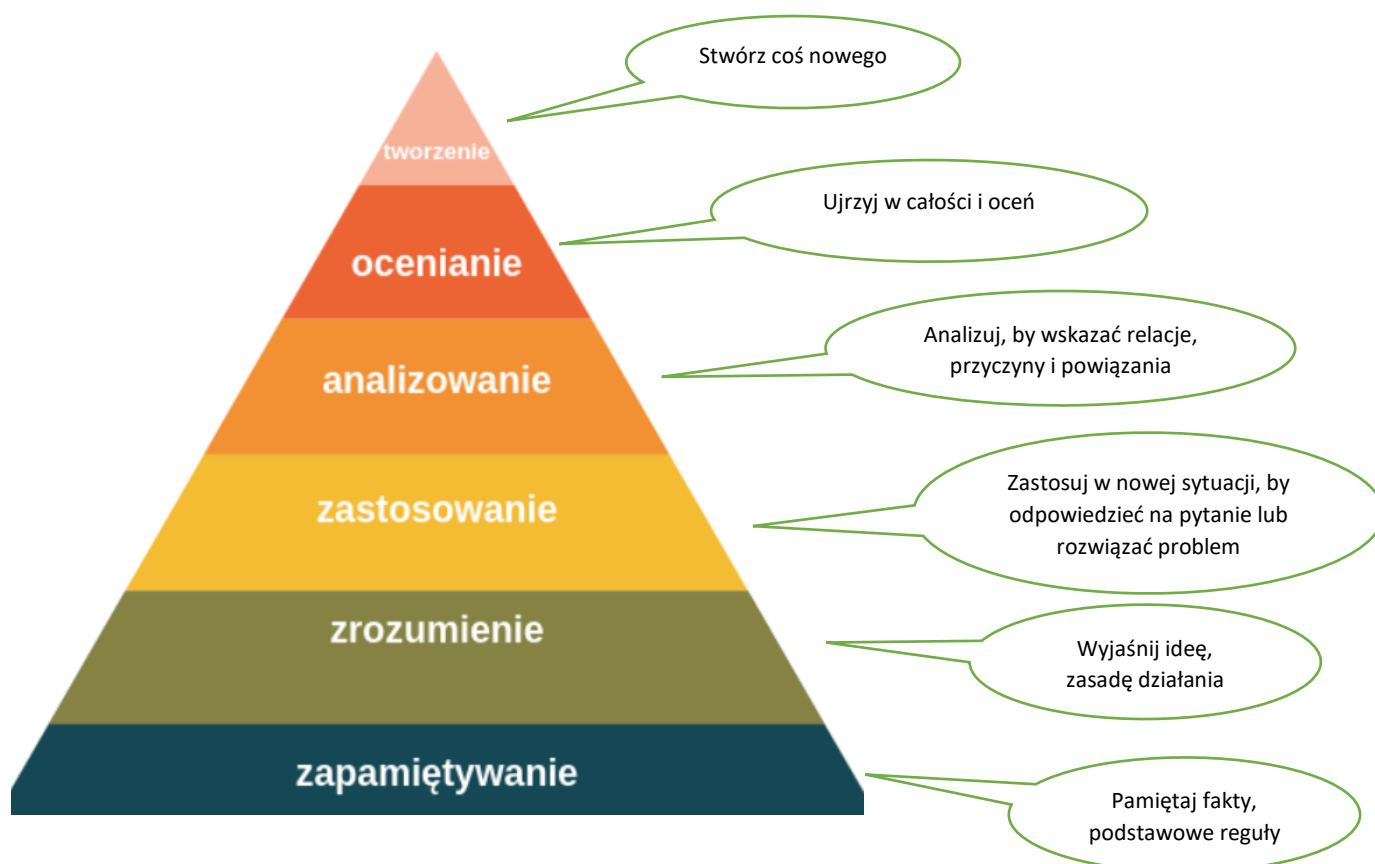 Stwórz coś nowego
tworzenie
Ujrzyj w całości i oceń
ocenianie
Analizuj, by wskazać relacje,
przyczyny i powiązania
analizowanie
Zastosuj w nowej sytuacji, by
odpowiedzieć na pytanie lub
rozwiązać problem
zastosowanie
zrozumienie
Wyjaśnij ideę,
zasadę działania
zapamiętywanie
Pamiętaj fakty,
podstawowe reguły